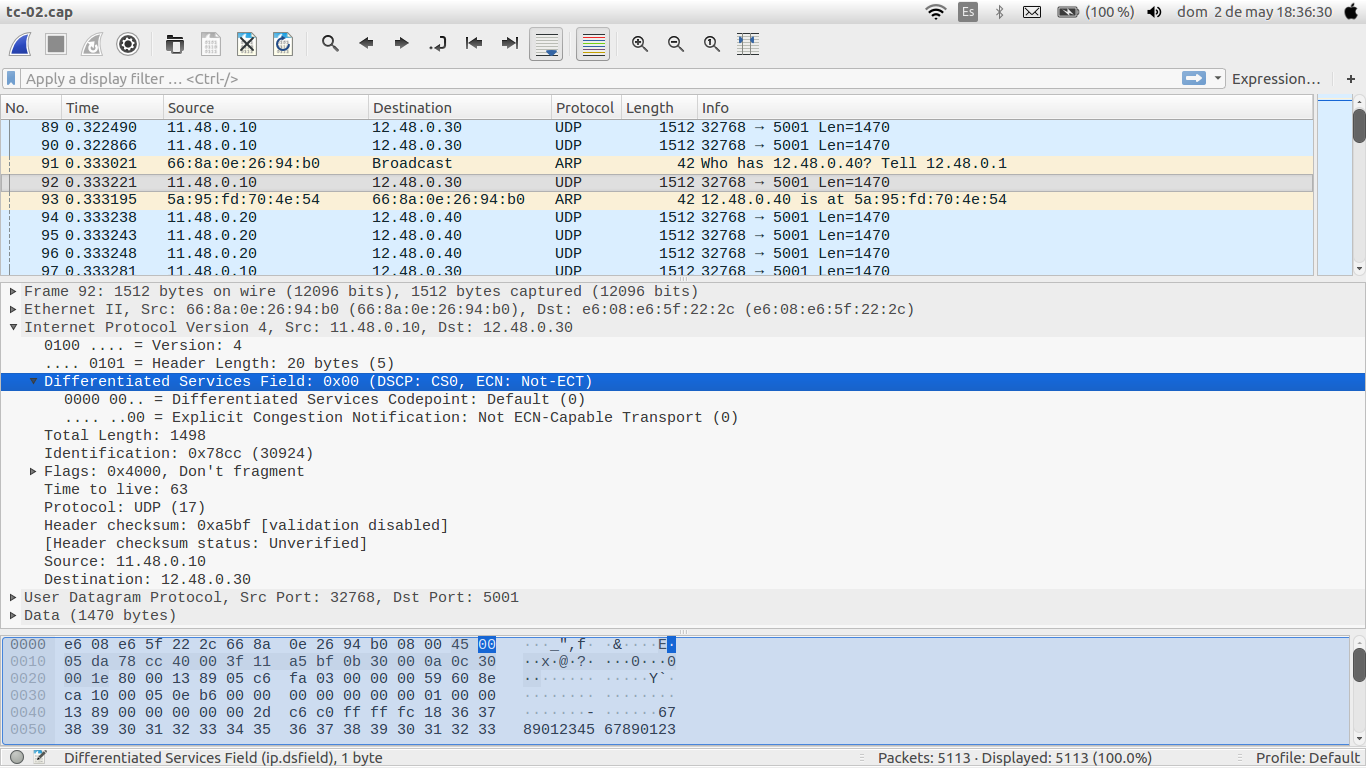 tc-02.cap Es (100 %) dom 2 de may 18:36:30
Apply a display filter … <Ctrl-/> Expression… +
No. Time Source Destination Protocol Length Info
89 0.322490 11.48.0.10 12.48.0.30 UDP 1512 32768 → 5001 Len=1470
90 0.322866 11.48.0.10 12.48.0.30 UDP 1512 32768 → 5001 Len=1470
91 0.333021 66:8a:0e:26:94:b0 Broadcast ARP 42 Who has 12.48.0.40? Tell 12.48.0.1
92 0.333221 11.48.0.10 12.48.0.30 UDP 1512 32768 → 5001 Len=1470
93 0.333195 5a:95:fd:70:4e:54 66:8a:0e:26:94:b0 ARP 42 12.48.0.40 is at 5a:95:fd:70:4e:54
94 0.333238 11.48.0.20 12.48.0.40 UDP 1512 32768 → 5001 Len=1470
95 0.333243 11.48.0.20 12.48.0.40 UDP 1512 32768 → 5001 Len=1470
96 0.333248 11.48.0.20 12.48.0.40 UDP 1512 32768 → 5001 Len=1470
97 0.333281 11.48.0.10 12.48.0.30 UDP 1512 32768 → 5001 Len=1470
Frame 92: 1512 bytes on wire (12096 bits), 1512 bytes captured (12096 bits)
Ethernet II, Src: 66:8a:0e:26:94:b0 (66:8a:0e:26:94:b0), Dst: e6:08:e6:5f:22:2c (e6:08:e6:5f:22:2c)
Internet Protocol Version 4, Src: 11.48.0.10, Dst: 12.48.0.30
0100 .... = Version: 4
.... 0101 = Header Length: 20 bytes (5)
Differentiated Services Field: 0x00 (DSCP: CS0, ECN: Not-ECT)
0000 00.. = Differentiated Services Codepoint: Default (0)
.... ..00 = Explicit Congestion Notification: Not ECN-Capable Transport (0)
Total Length: 1498
Identification: 0x78cc (30924)
Flags: 0x4000, Don't fragment
Time to live: 63
Protocol: UDP (17)
Header checksum: 0xa5bf [validation disabled]
[Header checksum status: Unverified]
Source: 11.48.0.10
Destination: 12.48.0.30
User Datagram Protocol, Src Port: 32768, Dst Port: 5001
Data (1470 bytes)
0000 e6 08 e6 5f 22 2c 66 8a 0e 26 94 b0 08 00 45 00 ···_",f· ·&····E·
0010 05 da 78 cc 40 00 3f 11 a5 bf 0b 30 00 0a 0c 30 ··x·@·?· ···0···0
0020 00 1e 80 00 13 89 05 c6 fa 03 00 00 00 59 60 8e ········ ·····Y`·
0030 ca 10 00 05 0e b6 00 00 00 00 00 00 01 00 00 ········ ········
0040 13 89 00 00 00 00 00 2d c6 c0 ff ff fc 18 36 37 ·······- ······67
0050 38 39 30 31 32 33 34 35 36 37 38 39 30 31 32 33 89012345 67890123
Differentiated Services Field (ip.dsfield), 1 byte Packets: 5113 · Displayed: 5113 (100.0%) Profile: Default